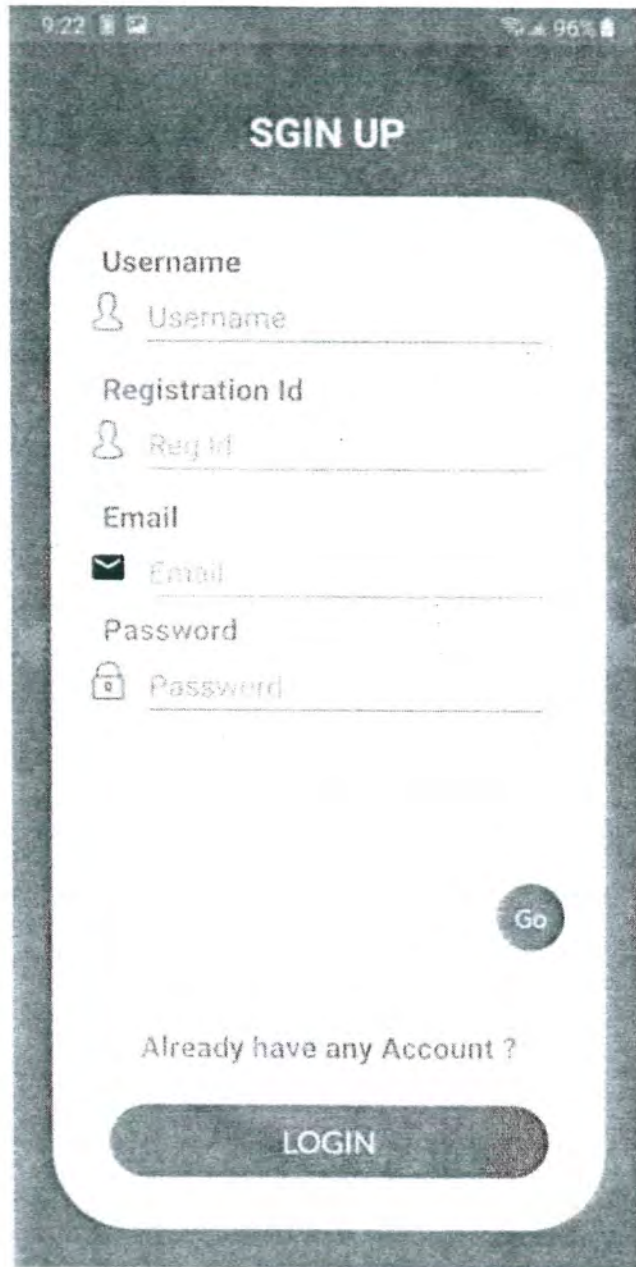 9:22 96%
SGIN UP
Username
Username
Registration Id
Reg Id
Email
Email
Password
Password
Go
Already have any Account ?
LOGIN